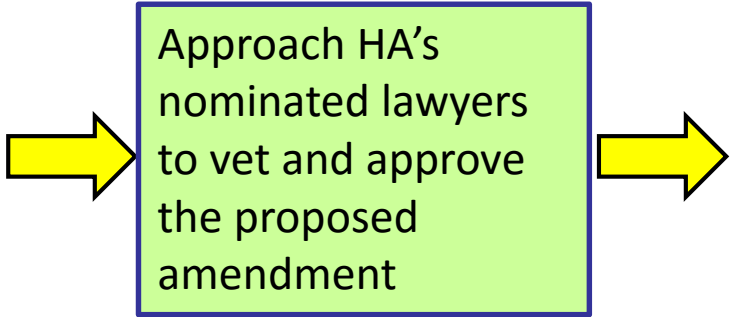 Approach HA’s
nominated lawyers
to vet and approve
the proposed
amendment